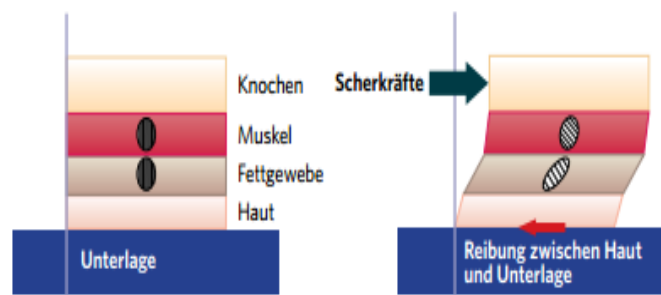 Knochen
Muskel
Fettgewebe
Haut
Unterlage
Scherkräfte
Reibung zwischen Haut
und Unterlage